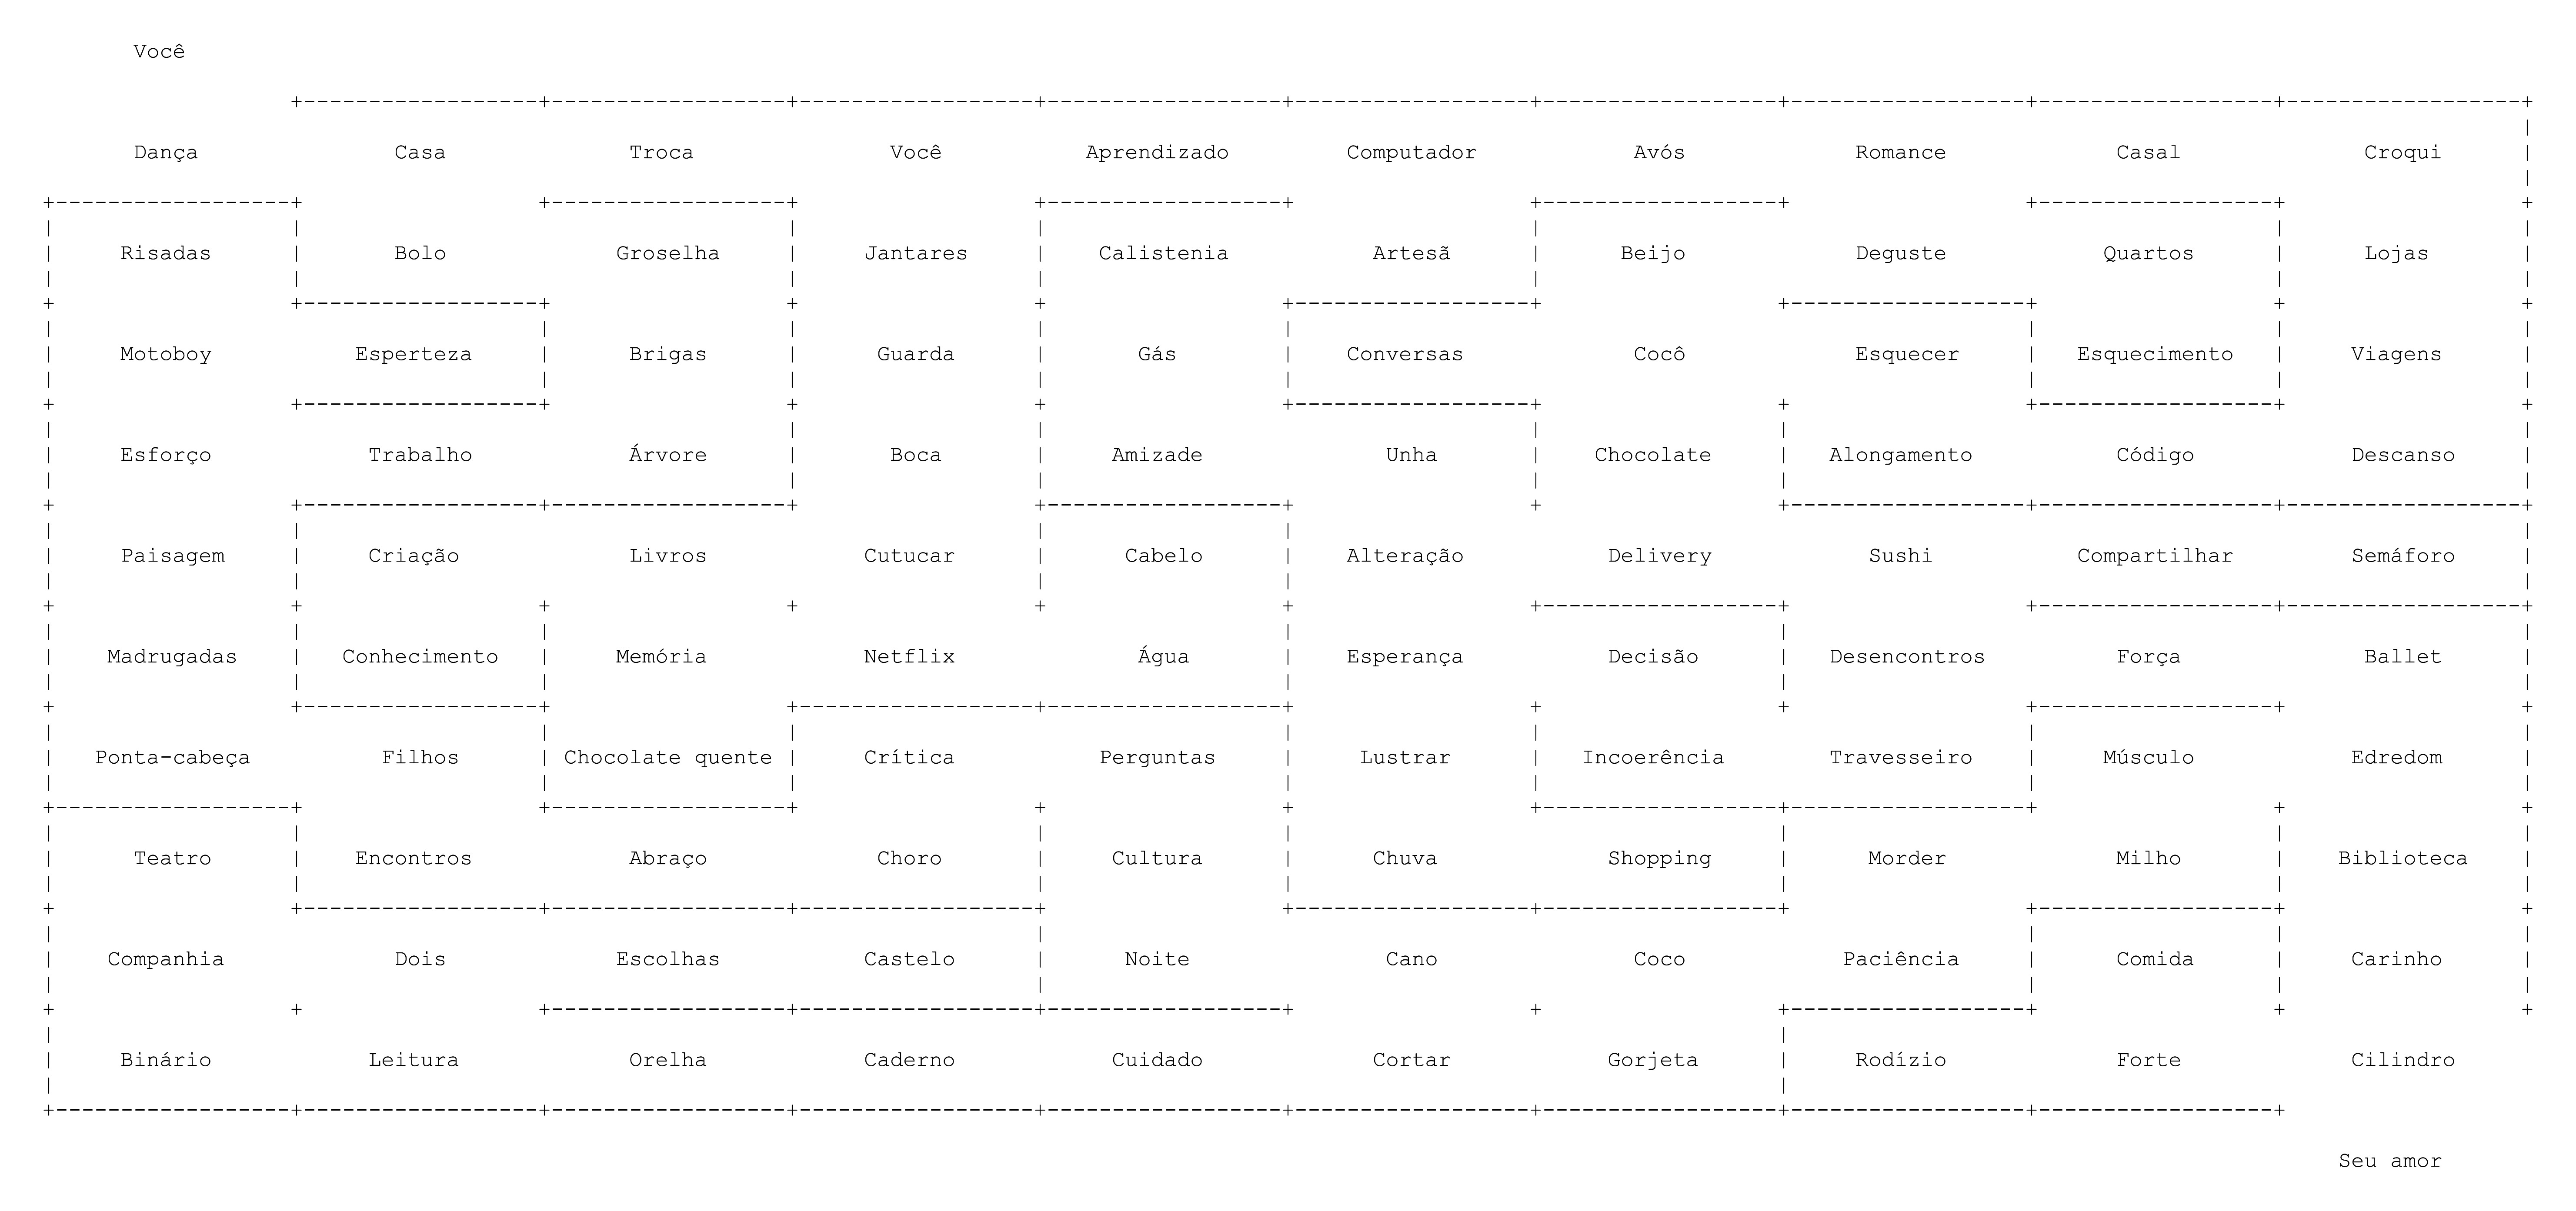 Você
Dança Casa Troca Você Aprendizado Computador Avós Romance Casal Croqui
Risadas Bolo Groselha Jantares Calistenia Artesã Beijo Deguste Quartos Lojas
Motoboy Esperteza Brigas Guarda Gás Conversas Cocô Esquecer Esquecimento Viagens
Esforço Trabalho Árvore Boca Amizade Unha Chocolate Alongamento Código Descanso
Paisagem Criação Livros Cutucar Cabelo Alteração Delivery Sushi Compartilhar Semáforo
Madrugadas Conhecimento Memória Netflix Água Esperança Decisão Desencontros Força Ballet
Ponta-cabeça Filhos Chocolate quente Crítica Perguntas Lustrar Incoerência Travesseiro Músculo Edredom
Teatro Encontros Abraço Choro Cultura Chuva Shopping Morder Milho Biblioteca
Companhia Dois Escolhas Castelo Noite Cano Coco Paciência Comida Carinho
Binário Leitura Orelha Caderno Cuidado Cortar Gorjeta Rodízio Forte Cilindro
Seu amor